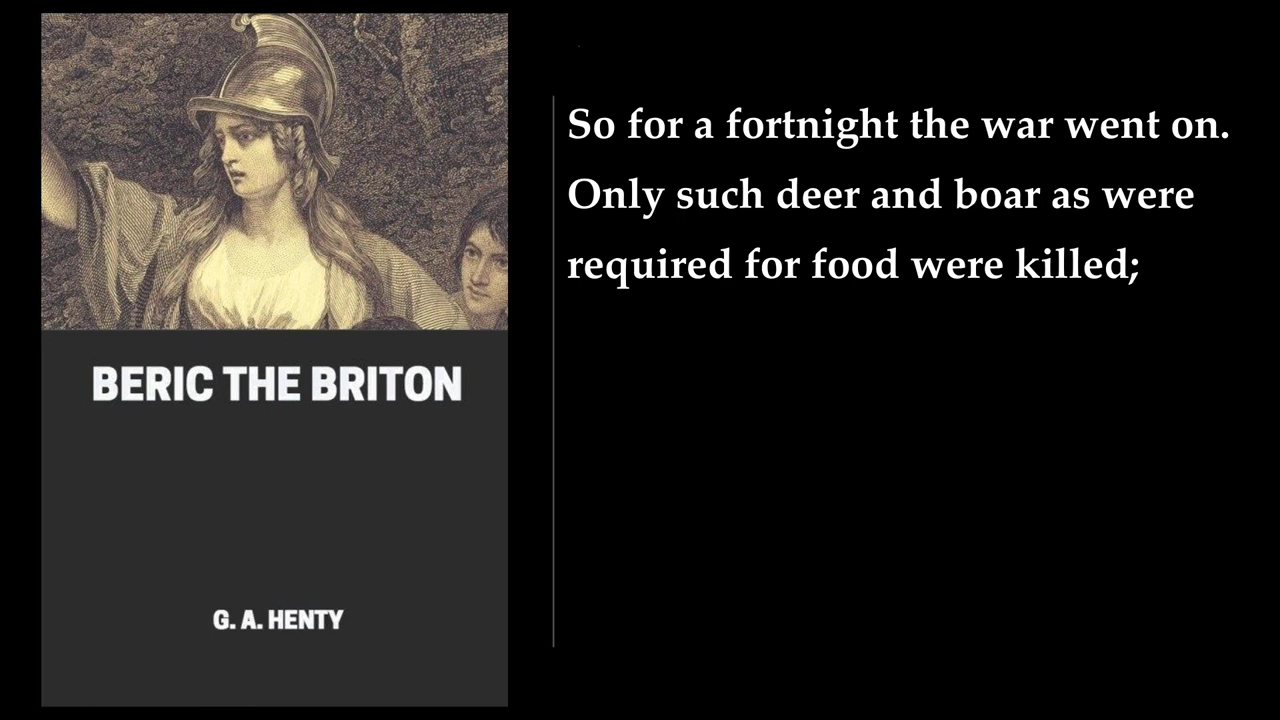 BERIC THE BRITON
G. A. HENTY
So for a fortnight the war went on.
Only such deer and boar as were
required for food were killed;